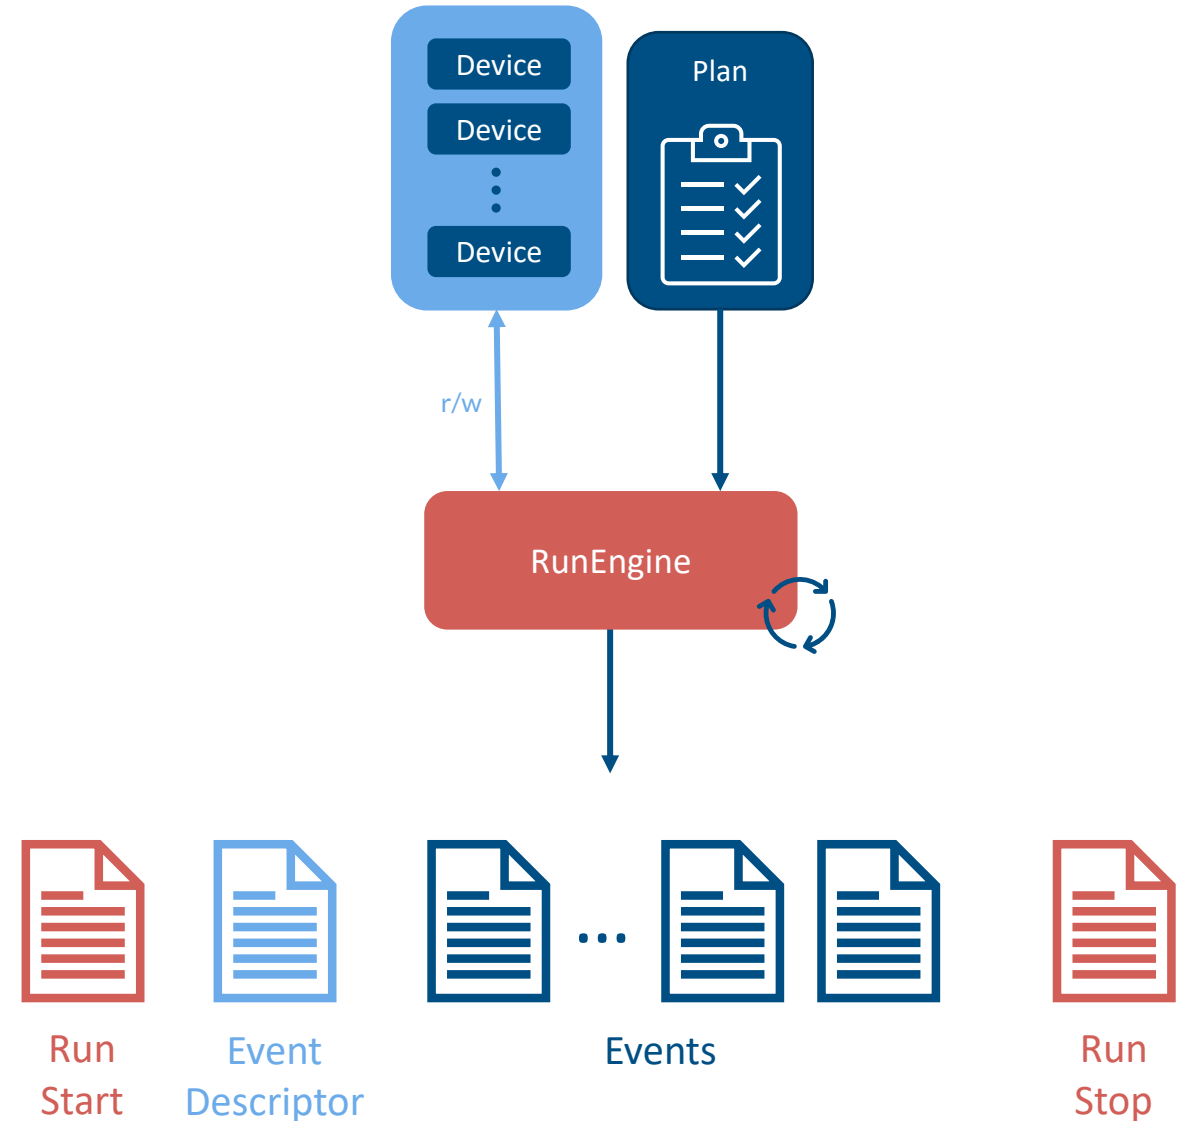 Device
Device
Device
Plan
r/w
RunEngine
Run
Start
Event
Descriptor
Events
Run
Stop